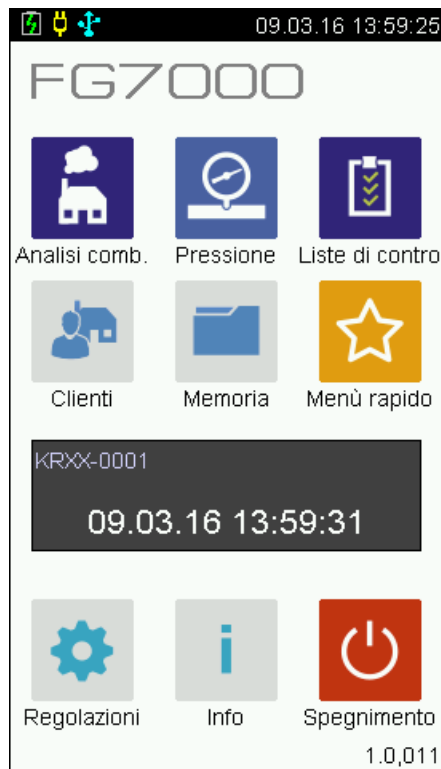 09.03.16 13:59:25
FG7000
Analisi comb. Pressione Liste di contro
Clienti Memoria Menù rapido
KRXX-0001
09.03.16 13:59:31
Regolazioni Info Spegnimento
1.0,011